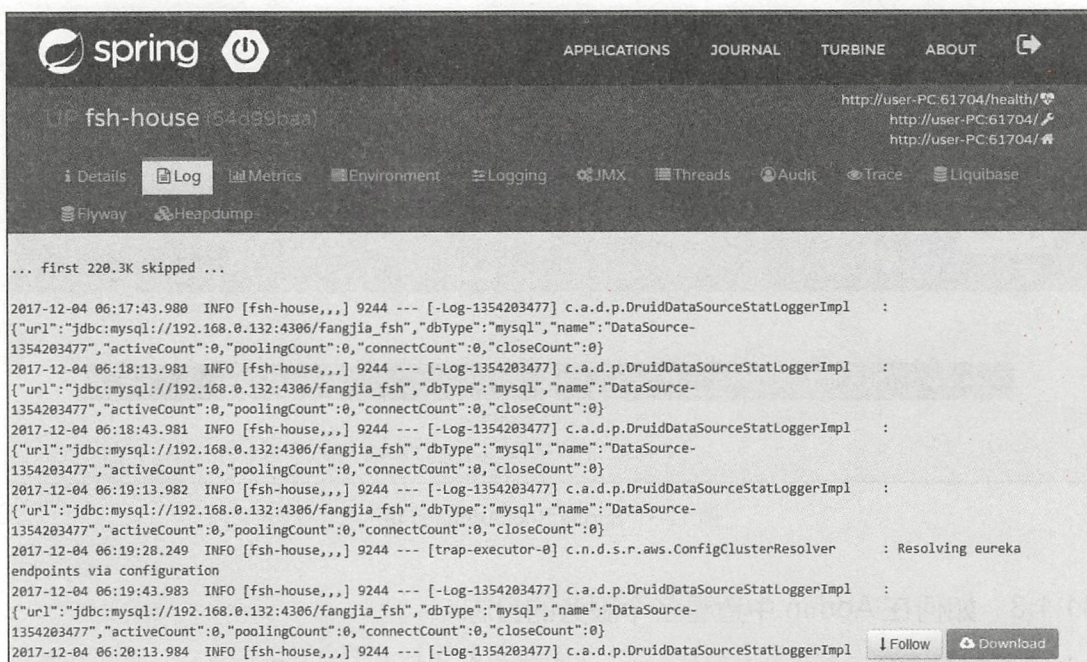 spring
APPLICATIONS JOURNAL TURBINE ABOUT
http://user-PC:61704/health/
UP fsh-house (54d99baa)
http://user-PC:61704/
http://user-PC:61704/
Details Log Metrics Environment Logging JMX Threads Audit Trace Liquibase
Flyway Heapdump
... first 220.3K skipped ...
2017-12-04 06:17:43.980 INFO [fsh-house,,,] 9244 --- [-Log-1354203477] c.a.d.p.DruidDataSourceStatLoggerImpl :
{"url":"jdbc:mysql://192.168.0.132:4306/fangjia_fsh","dbType":"mysql","name":"DataSource-
1354203477","activeCount":0,"poolingCount":0,"connectCount":0,"closeCount":0}
2017-12-04 06:18:13.981 INFO [fsh-house,,,] 9244 --- [-Log-1354203477] c.a.d.p.DruidDataSourceStatLoggerImpl :
{"url":"jdbc:mysql://192.168.0.132:4306/fangjia_fsh","dbType":"mysql","name":"DataSource-
1354203477","activeCount":0,"poolingCount":0,"connectCount":0,"closeCount":0}
2017-12-04 06:18:43.981 INFO [fsh-house,,,] 9244 --- [-Log-1354203477] c.a.d.p.DruidDataSourceStatLoggerImpl :
{"url":"jdbc:mysql://192.168.0.132:4306/fangjia_fsh","dbType":"mysql","name":"DataSource-
1354203477","activeCount":0,"poolingCount":0,"connectCount":0,"closeCount":0}
2017-12-04 06:19:13.982 INFO [fsh-house,,,] 9244 --- [-Log-1354203477] c.a.d.p.DruidDataSourceStatLoggerImpl :
{"url":"jdbc:mysql://192.168.0.132:4306/fangjia_fsh","dbType":"mysql","name":"DataSource-
1354203477","activeCount":0,"poolingCount":0,"connectCount":0,"closeCount":0}
2017-12-04 06:19:28.249 INFO [fsh-house,,,] 9244 --- [trap-executor-0] c.n.d.s.r.aws.ConfigClusterResolver : Resolving eureka
endpoints via configuration
2017-12-04 06:19:43.983 INFO [fsh-house,,,] 9244 --- [-Log-1354203477] c.a.d.p.DruidDataSourceStatLoggerImpl :
{"url":"jdbc:mysql://192.168.0.132:4306/fangjia_fsh","dbType":"mysql","name":"DataSource-
1354203477","activeCount":0,"poolingCount":0,"connectCount":0,"closeCount":0}
2017-12-04 06:20:13.984 INFO [fsh-house,,,] 9244 --- [-Log-1354203477] c.a.d.p.DruidDataSourceStatLoggerImpl
Follow Download